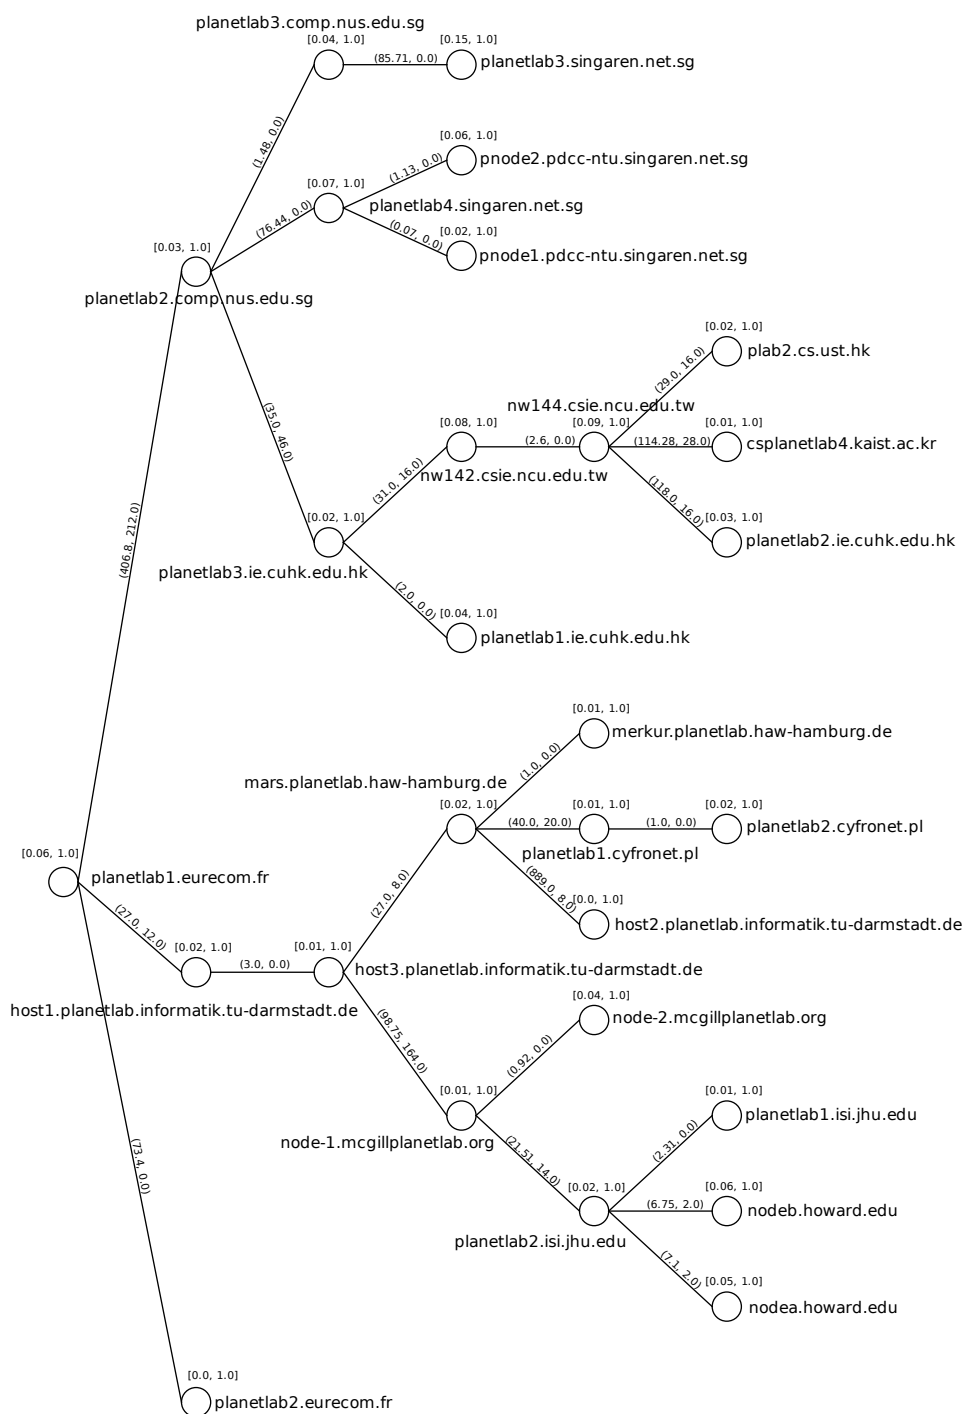 planetlab3.comp.nus.edu.sg
[0.04, 1.0]
[0.15, 1.0]
(85.71, 0.0)
planetlab3.singaren.net.sg
(1.48, 0.0)
[0.06, 1.0]
pnode2.pdcc-ntu.singaren.net.sg
(1.13, 0.0)
[0.07, 1.0]
planetlab4.singaren.net.sg
(76.44, 0.0)
(0.07, 0.0)
[0.02, 1.0]
pnode1.pdcc-ntu.singaren.net.sg
[0.03, 1.0]
planetlab2.comp.nus.edu.sg
[0.02, 1.0]
plab2.cs.ust.hk
(29.0, 16.0)
nw144.csie.ncu.edu.tw
(35.0, 46.0)
[0.08, 1.0]
[0.09, 1.0]
[0.01, 1.0]
(2.6, 0.0)
(114.28, 28.0)
csplanetlab4.kaist.ac.kr
nw142.csie.ncu.edu.tw
(31.0, 16.0)
(118.0, 16.0)
[0.02, 1.0]
[0.03, 1.0]
planetlab2.ie.cuhk.edu.hk
(406.8, 212.0)
planetlab3.ie.cuhk.edu.hk
(2.0, 0.0)
[0.04, 1.0]
planetlab1.ie.cuhk.edu.hk
[0.01, 1.0]
merkur.planetlab.haw-hamburg.de
(1.0, 0.0)
mars.planetlab.haw-hamburg.de
[0.02, 1.0]
[0.01, 1.0]
[0.02, 1.0]
(40.0, 20.0)
(1.0, 0.0)
planetlab2.cyfronet.pl
planetlab1.cyfronet.pl
[0.06, 1.0]
planetlab1.eurecom.fr
(27.0, 8.0)
(889.0, 8.0)
[0.0, 1.0]
host2.planetlab.informatik.tu-darmstadt.de
(27.0, 12.0)
[0.02, 1.0]
[0.01, 1.0]
(3.0, 0.0)
host3.planetlab.informatik.tu-darmstadt.de
host1.planetlab.informatik.tu-darmstadt.de
[0.04, 1.0]
node-2.mcgillplanetlab.org
(98.75, 164.0)
(0.92, 0.0)
[0.01, 1.0]
[0.01, 1.0]
planetlab1.isi.jhu.edu
node-1.mcgillplanetlab.org
(21.51, 14.0)
(2.31, 0.0)
(73.4, 0.0)
[0.02, 1.0]
[0.06, 1.0]
(6.75, 2.0)
nodeb.howard.edu
planetlab2.isi.jhu.edu
(7.1, 2.0)
[0.05, 1.0]
nodea.howard.edu
[0.0, 1.0]
planetlab2.eurecom.fr